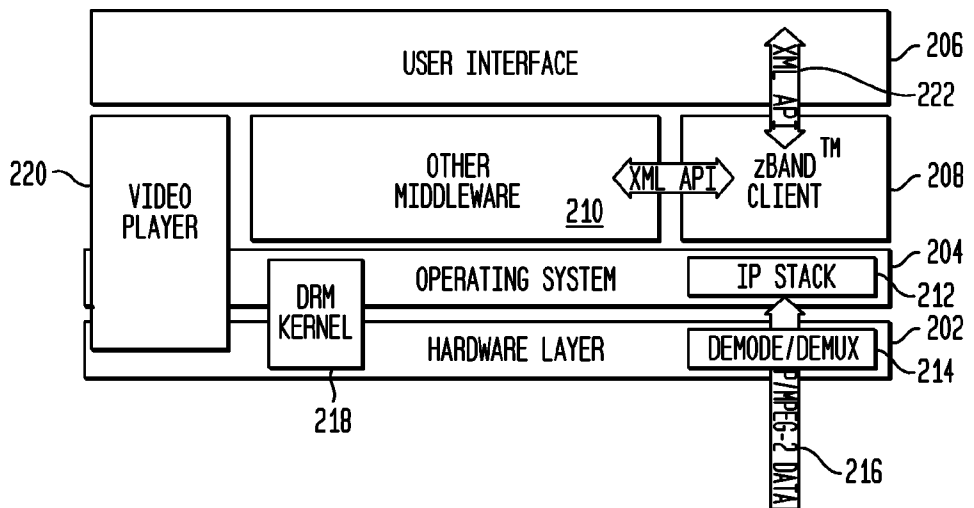 USER INTERFACE
206
XML API
222
220
VIDEO
PLAYER
OTHER
MIDDLEWARE
210
XML API
zBAND™
CLIENT
208
OPERATING SYSTEM
IP STACK
204
212
DRM
KERNEL
HARDWARE LAYER
DEMODE/DEMUX
202
214
218
P/MPEG-2 DATA
216